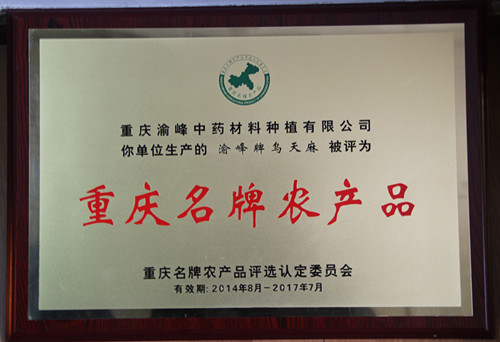 重庆渝峰中药材料种植有限公司
你单位生产的 渝峰牌乌天麻 被评为
重庆名牌农产品
重庆名牌农产品评选认定委员会
有效期：2014年8月－2017年7月